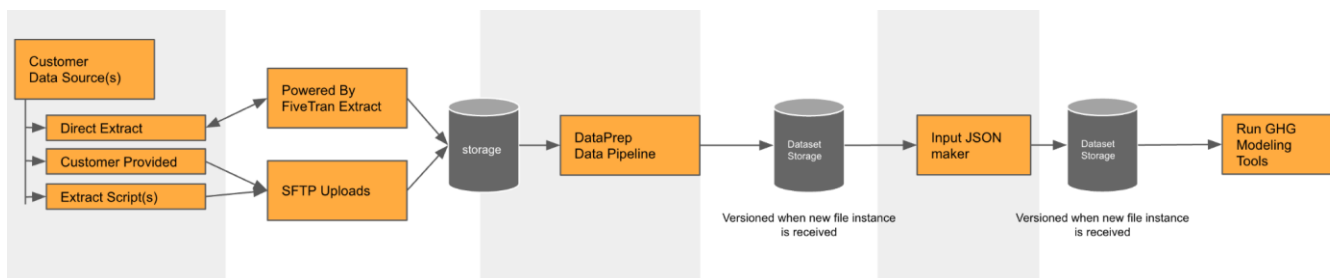 Customer
Data Source(s)
Direct Extract
Customer Provided
Extract Script(s)
Powered By
FiveTran Extract
SFTP Uploads
storage
DataPrep
Data Pipeline
Dataset
Storage
Versioned when new file instance
is received
Input JSON
maker
Dataset
Storage
Versioned when new file instance
is received
Run GHG
Modeling
Tools